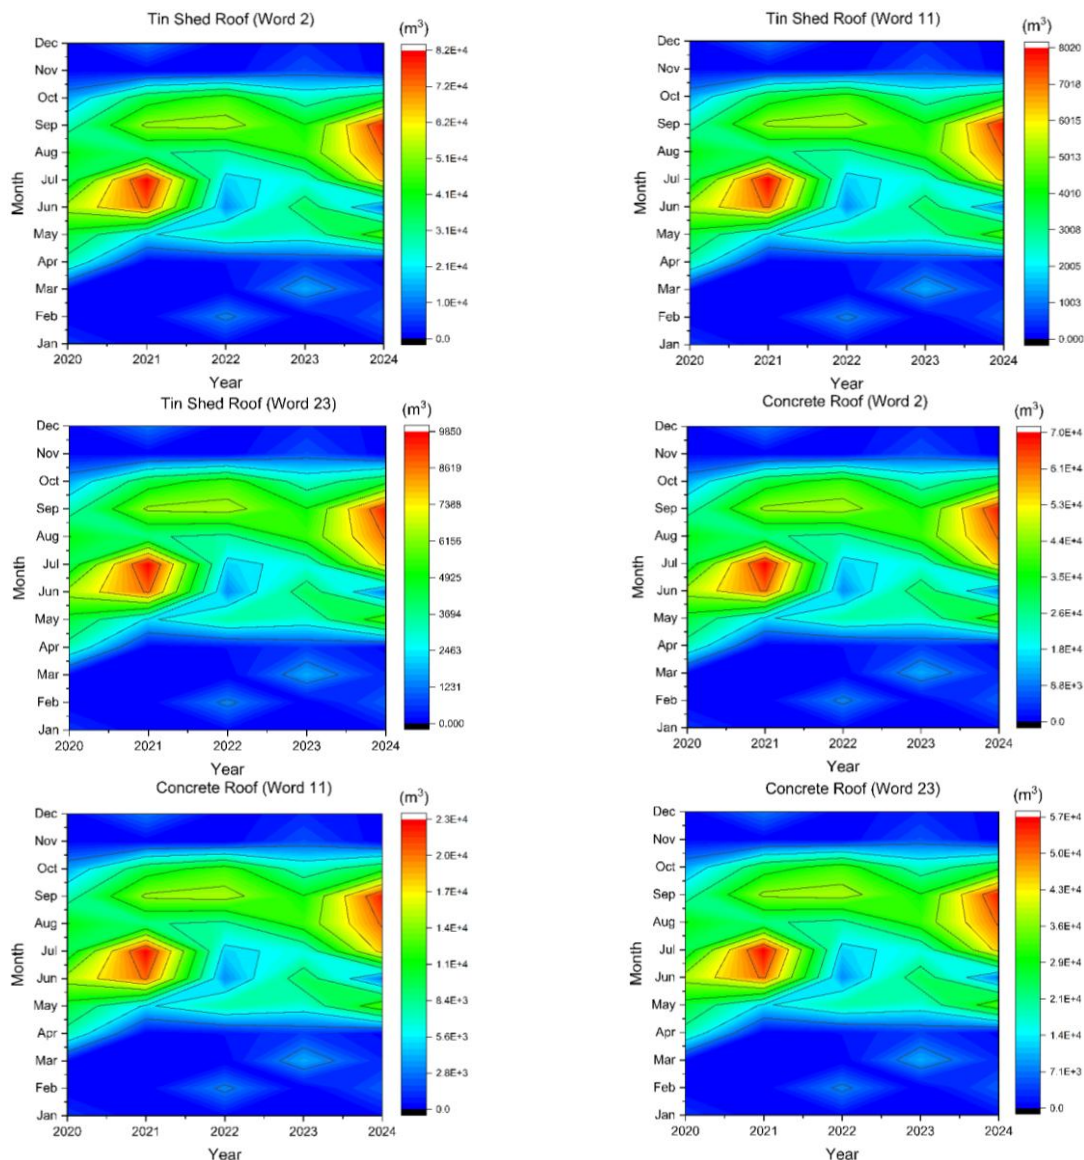 Tin Shed Roof (Word 2)
(m³)
Dec
Nov
Oct
Sep
Aug
Jul
Jun
May
Apr
Mar
Feb
Jan
Month
2020 2021 2022 2023 2024
Year
8.2E+4
7.2E+4
6.2E+4
5.1E+4
4.1E+4
3.1E+4
2.1E+4
1.0E+4
0.0
Tin Shed Roof (Word 11)
(m³)
Dec
Nov
Oct
Sep
Aug
Jul
Jun
May
Apr
Mar
Feb
Jan
Month
2020 2021 2022 2023 2024
Year
8020
7018
6015
5013
4010
3008
2005
1003
0.000
Tin Shed Roof (Word 23)
(m³)
Dec
Nov
Oct
Sep
Aug
Jul
Jun
May
Apr
Mar
Feb
Jan
Month
2020 2021 2022 2023 2024
Year
9850
8619
7388
6156
4925
3694
2463
1231
0.000
Concrete Roof (Word 2)
(m³)
Dec
Nov
Oct
Sep
Aug
Jul
Jun
May
Apr
Mar
Feb
Jan
Month
2020 2021 2022 2023 2024
Year
7.0E+4
6.1E+4
5.3E+4
4.4E+4
3.5E+4
2.6E+4
1.8E+4
5.8E+3
0.0
Concrete Roof (Word 11)
(m³)
Dec
Nov
Oct
Sep
Aug
Jul
Jun
May
Apr
Mar
Feb
Jan
Month
2020 2021 2022 2023 2024
Year
2.3E+4
2.0E+4
1.7E+4
1.4E+4
1.1E+4
8.4E+3
5.6E+3
2.8E+3
0.0
Concrete Roof (Word 23)
(m³)
Dec
Nov
Oct
Sep
Aug
Jul
Jun
May
Apr
Mar
Feb
Jan
Month
2020 2021 2022 2023 2024
Year
5.7E+4
5.0E+4
4.3E+4
3.6E+4
2.9E+4
2.1E+4
1.4E+4
7.1E+3
0.0